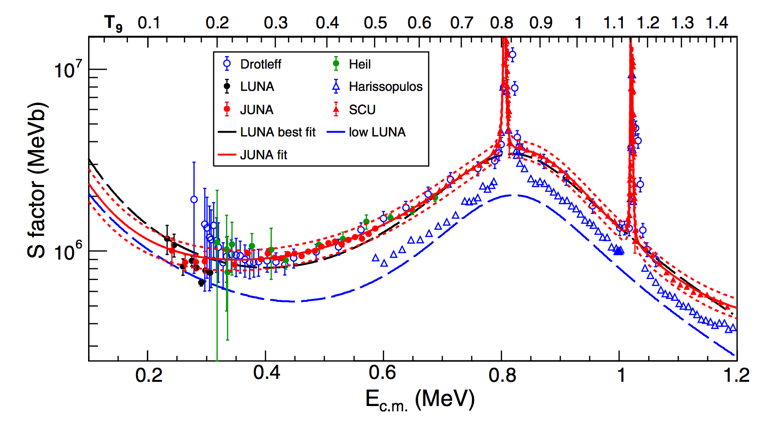 T9 0.1 0.2 0.3 0.4 0.5 0.6 0.7 0.8 0.9 1 1.1 1.2 1.3 1.4
S factor (MeVb)
10^7
10^6
Drotleff Heil
LUNA Harissopulos
JUNA SCU
LUNA best fit low LUNA
JUNA fit
0.2 0.4 0.6 0.8 1 1.2
E_c.m. (MeV)